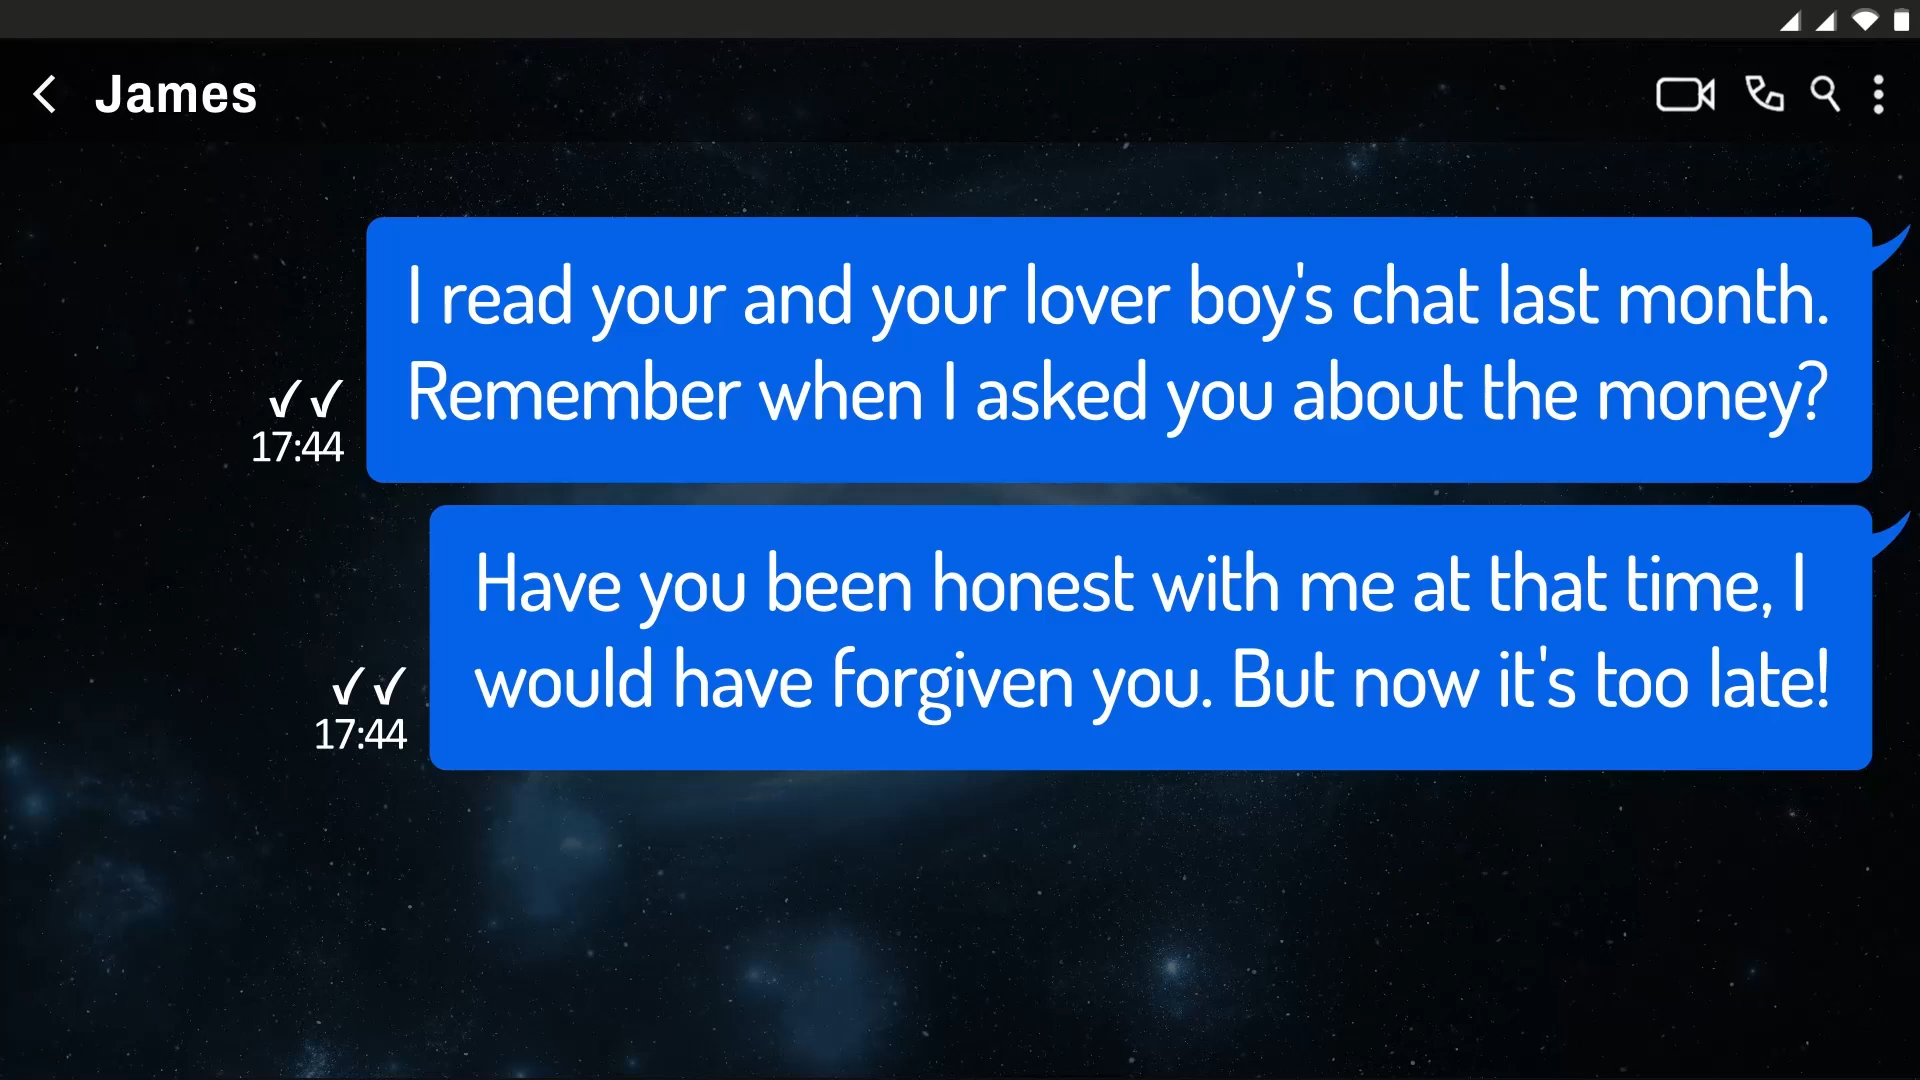 James
I read your and your lover boy's chat last month.
Remember when I asked you about the money?
✓✓
17:44
Have you been honest with me at that time, I
would have forgiven you. But now it's too late!
✓✓
17:44